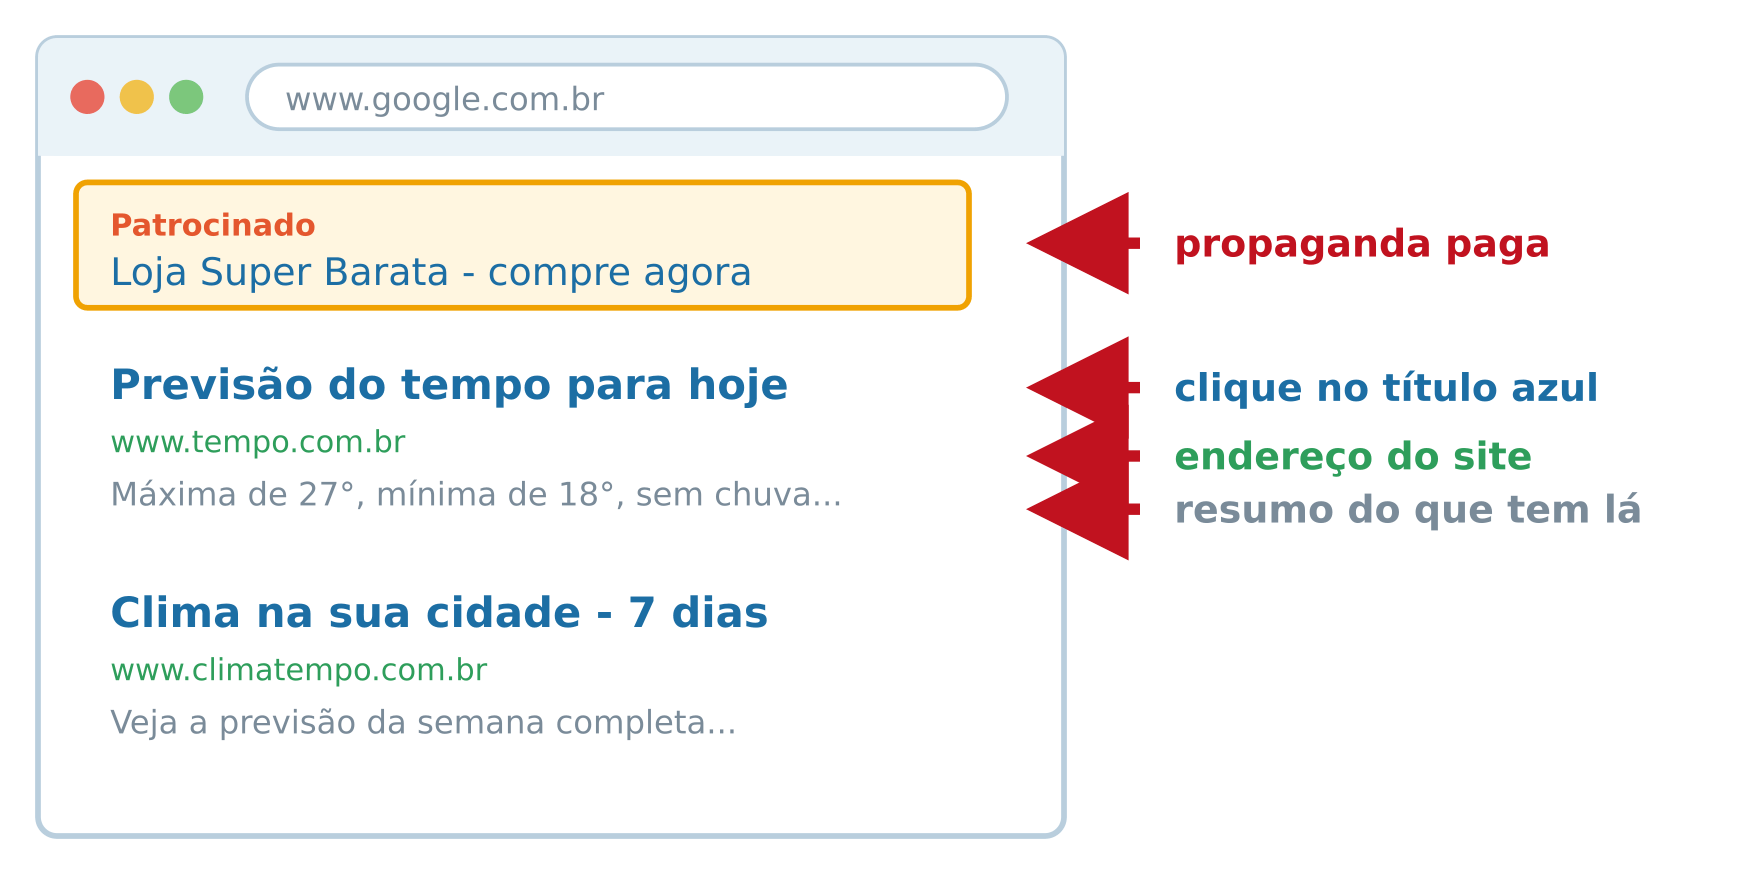 www.google.com.br
Patrocinado
Loja Super Barata - compre agora
propaganda paga
Previsão do tempo para hoje
clique no título azul
www.tempo.com.br
endereço do site
Máxima de 27°, mínima de 18°, sem chuva...
resumo do que tem lá
Clima na sua cidade - 7 dias
www.climatempo.com.br
Veja a previsão da semana completa...